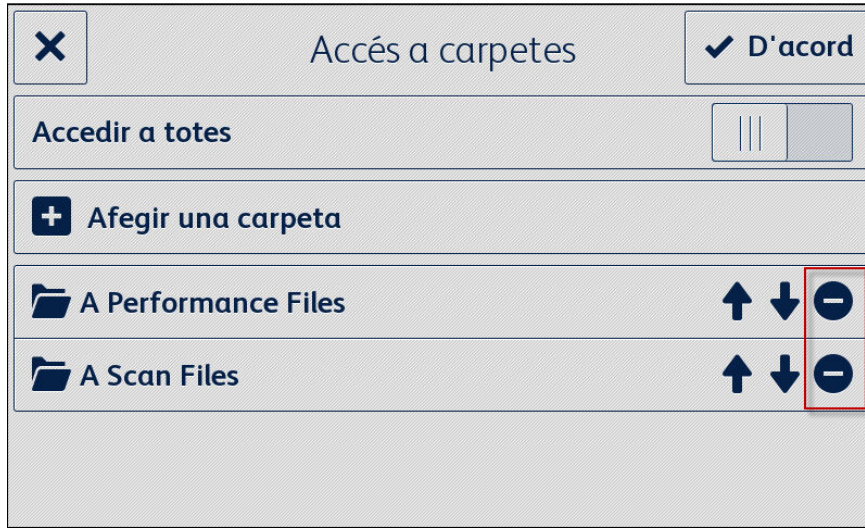 Accés a carpetes
D'acord
Accedir a totes
Afegir una carpeta
A Performance Files
A Scan Files